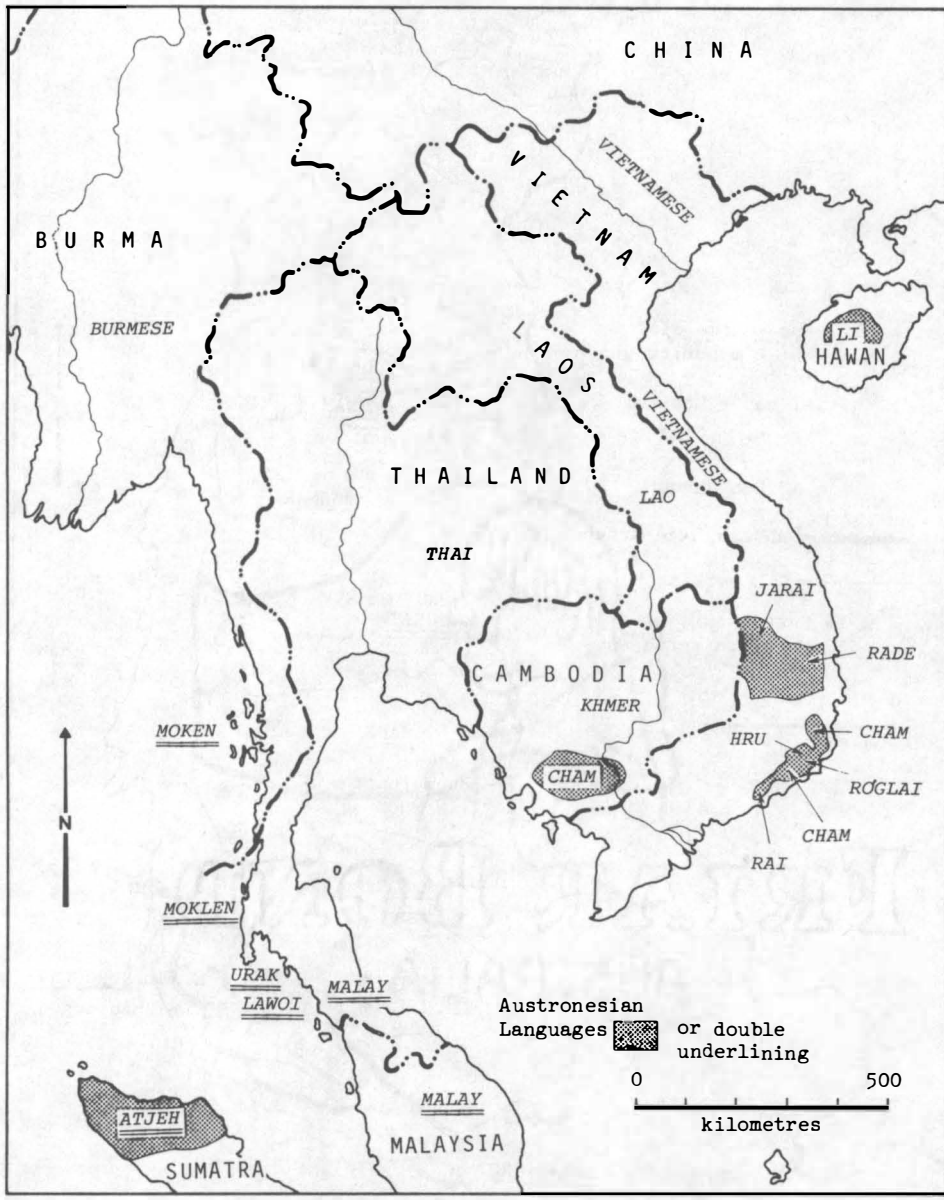 CHINA
VIETNAMESE
VIETNAM
BURMA
BURMESE
LI
HAWAN
LAOS
VIETNAMESE
THAILAND
LAO
THAI
JARAI
RADE
CAMBODIA
KHMER
MOKEN
HRU
CHAM
CHAM
ROGLAI
N
CHAM
RAI
MOKLEN
URAK
LAWOI
MALAY
Austronesian
Languages or double
underlining
0 500
kilometres
MALAY
ATJEH
MALAYSIA
SUMATRA